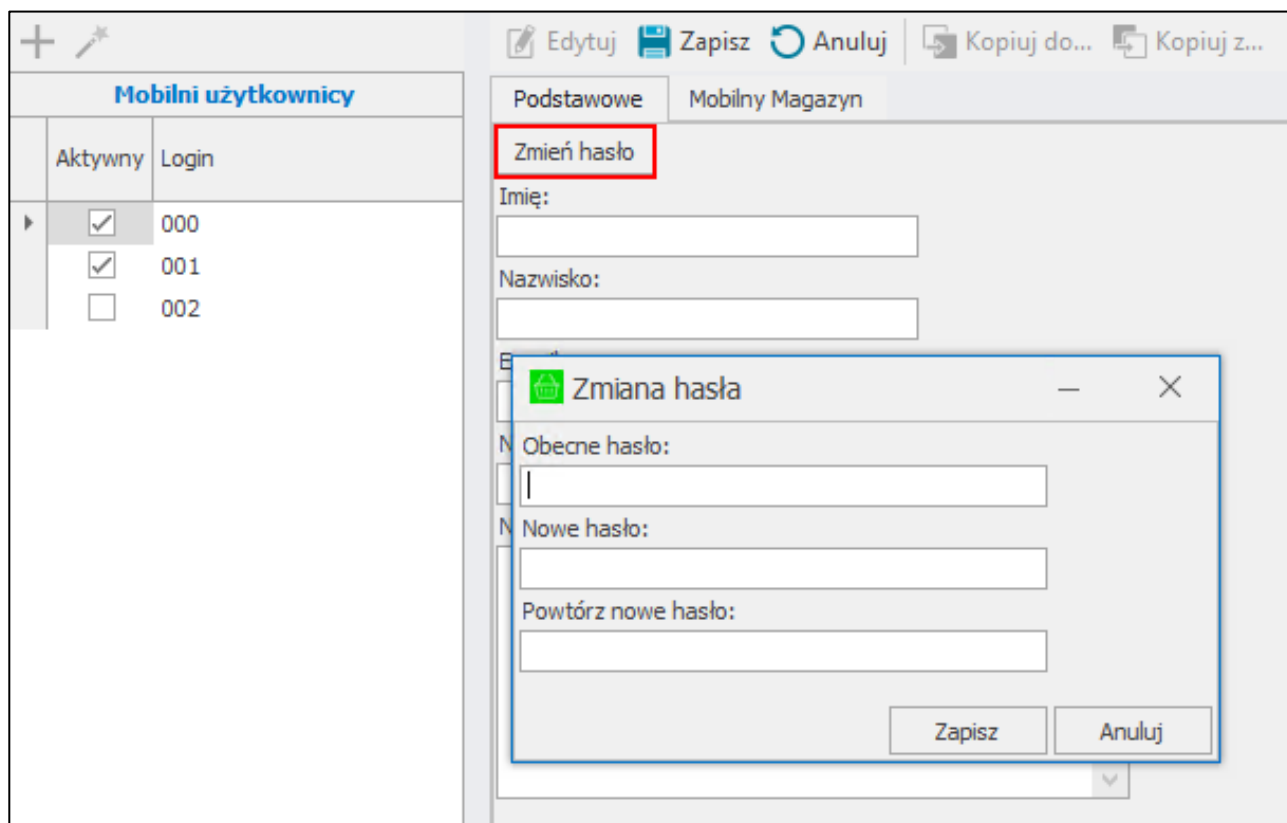 Edytuj Zapisz Anuluj Kopiuj do... Kopiuj z...
Mobilni użytkownicy
Aktywny Login
000
001
002
Podstawowe Mobilny Magazyn
Zmień hasło
Imię:
Nazwisko:
Zmiana hasła
Obecne hasło:
Nowe hasło:
Powtórz nowe hasło:
Zapisz Anuluj